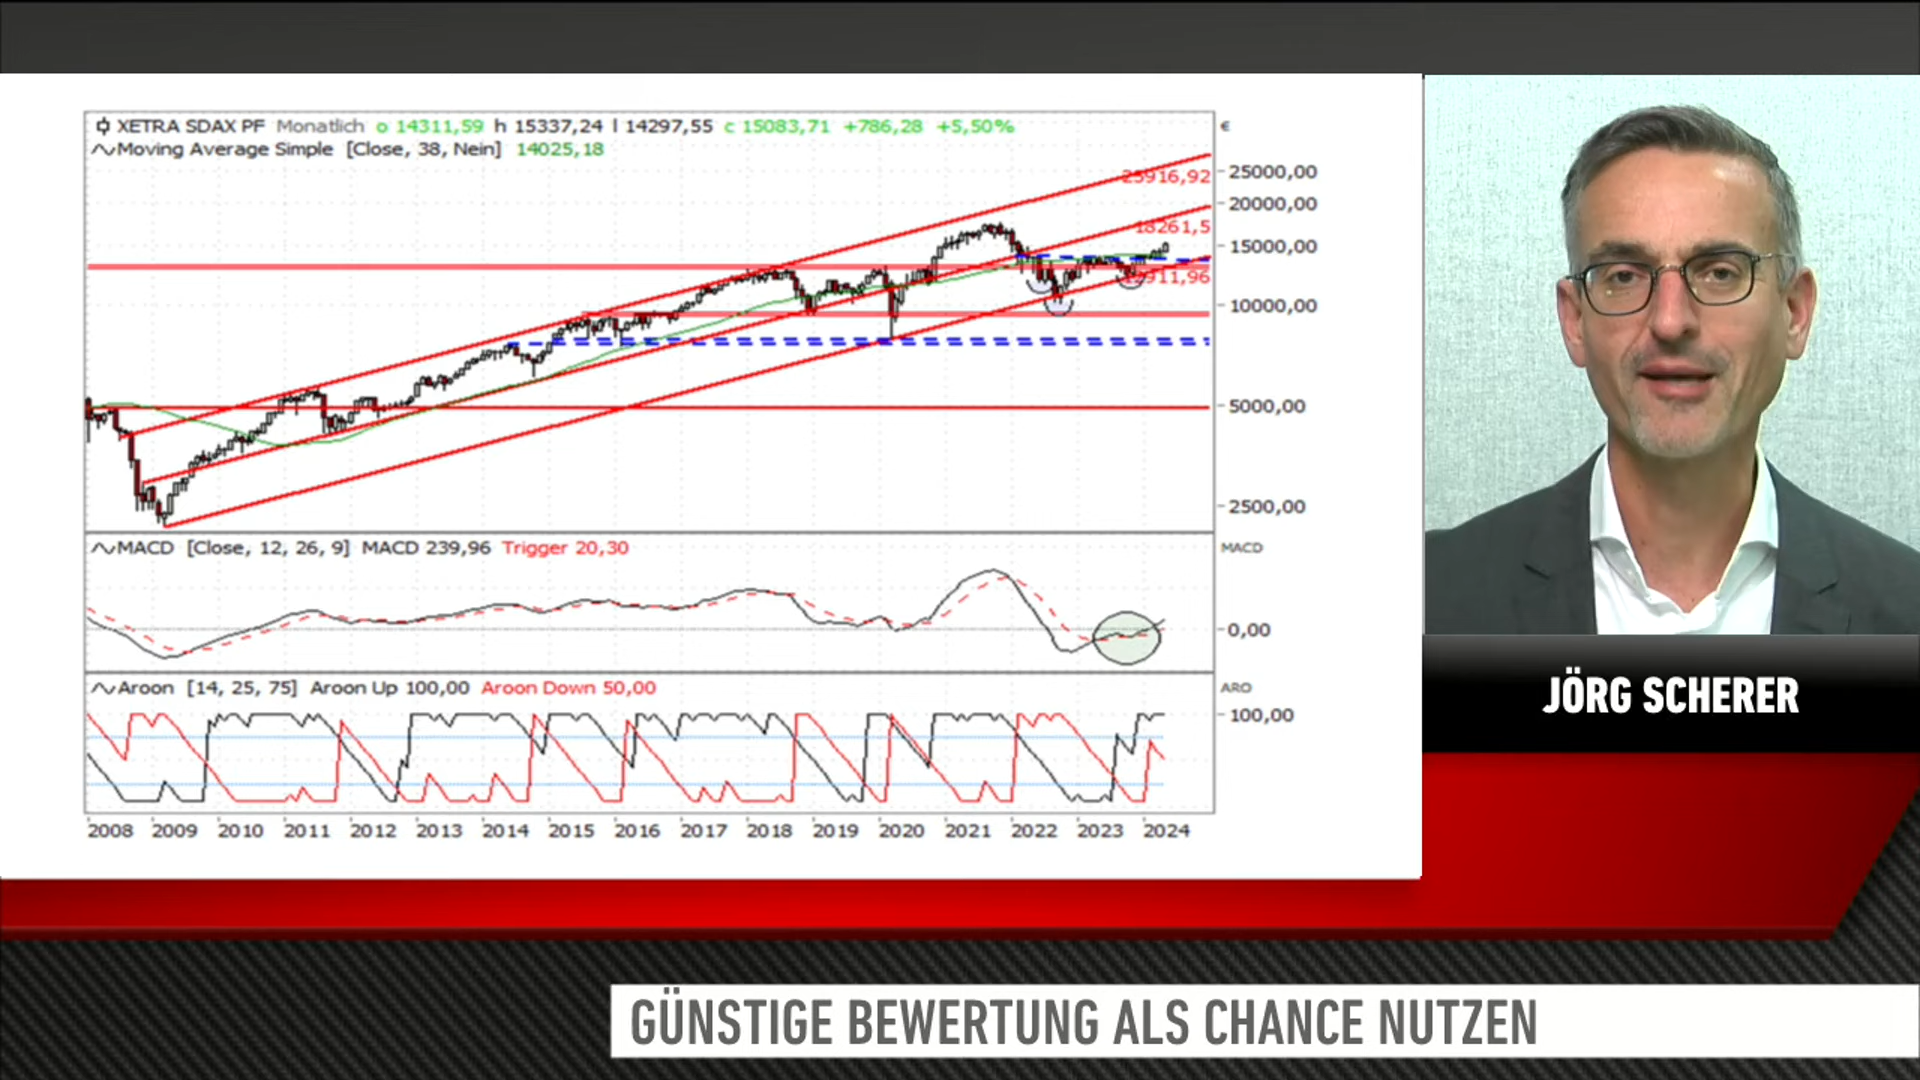 XETRA SDAX PF Monatlich o 14311,59 h 15337,24 l 14297,55 c 15083,71 +786,28 +5,50%
€
Moving Average Simple [Close, 38, Nein] 14025,18
25000,00
20000,00
18261,5
15000,00
10000,00
5000,00
2500,00
MACD [Close, 12, 26, 9] MACD 239,96 Trigger 20,30
MACD
0,00
Aroon [14, 25, 75] Aroon Up 100,00 Aroon Down 50,00
ARO
100,00
2008 2009 2010 2011 2012 2013 2014 2015 2016 2017 2018 2019 2020 2021 2022 2023 2024
JÖRG SCHERER
GÜNSTIGE BEWERTUNG ALS CHANCE NUTZEN